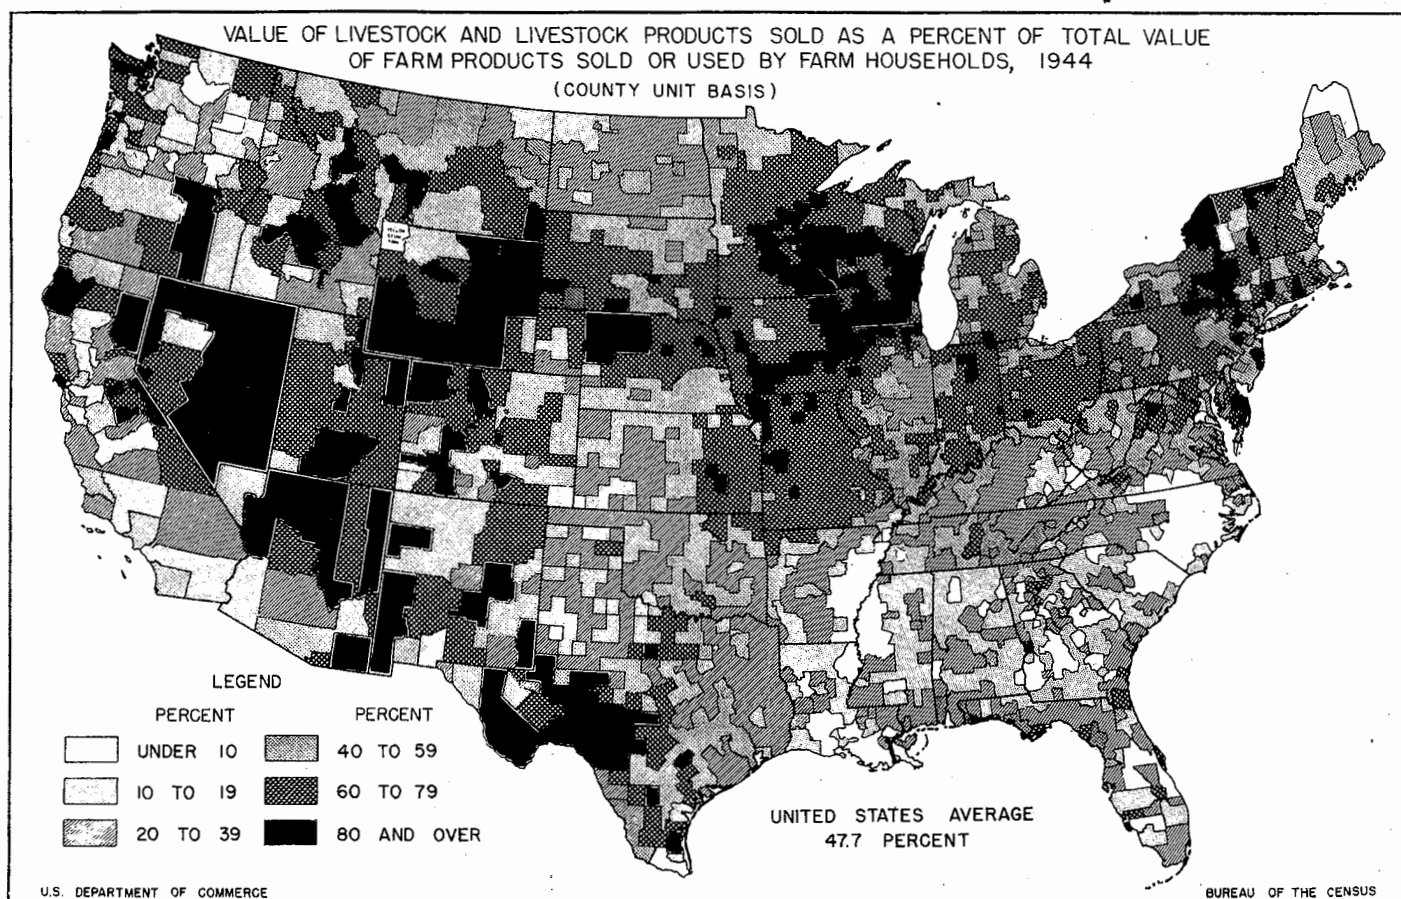 VALUE OF LIVESTOCK AND LIVESTOCK PRODUCTS SOLD AS A PERCENT OF TOTAL VALUE
OF FARM PRODUCTS SOLD OR USED BY FARM HOUSEHOLDS, 1944
(COUNTY UNIT BASIS)
LEGEND
PERCENT
UNDER 10
10 TO 19
20 TO 39
PERCENT
40 TO 59
60 TO 79
80 AND OVER
UNITED STATES AVERAGE
47.7 PERCENT
U.S. DEPARTMENT OF COMMERCE
BUREAU OF THE CENSUS